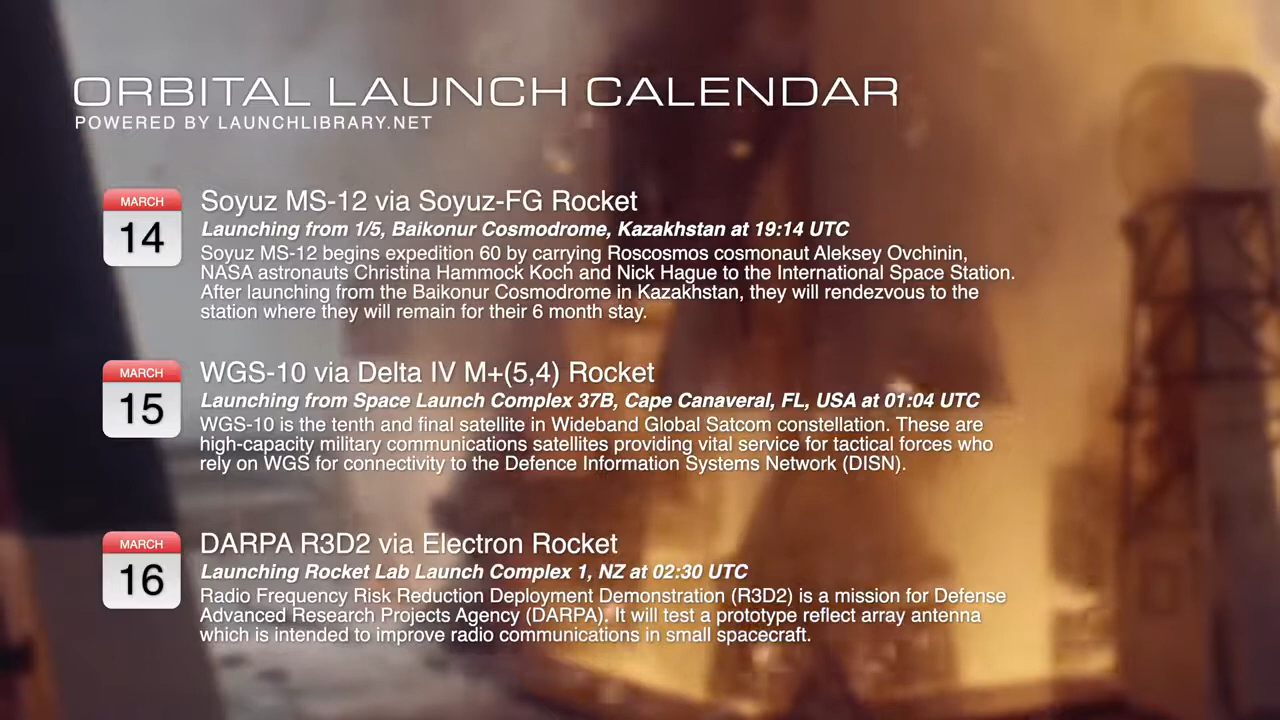 ORBITAL LAUNCH CALENDAR
POWERED BY LAUNCHLIBRARY.NET
MARCH
14
Soyuz MS-12 via Soyuz-FG Rocket
Launching from 1/5, Baikonur Cosmodrome, Kazakhstan at 19:14 UTC
Soyuz MS-12 begins expedition 60 by carrying Roscosmos cosmonaut Aleksey Ovchinin,
NASA astronauts Christina Hammock Koch and Nick Hague to the International Space Station.
After launching from the Baikonur Cosmodrome in Kazakhstan, they will rendezvous to the
station where they will remain for their 6 month stay.
MARCH
15
WGS-10 via Delta IV M+(5,4) Rocket
Launching from Space Launch Complex 37B, Cape Canaveral, FL, USA at 01:04 UTC
WGS-10 is the tenth and final satellite in Wideband Global Satcom constellation. These are
high-capacity military communications satellites providing vital service for tactical forces who
rely on WGS for connectivity to the Defence Information Systems Network (DISN).
MARCH
16
DARPA R3D2 via Electron Rocket
Launching Rocket Lab Launch Complex 1, NZ at 02:30 UTC
Radio Frequency Risk Reduction Deployment Demonstration (R3D2) is a mission for Defense
Advanced Research Projects Agency (DARPA). It will test a prototype reflect array antenna
which is intended to improve radio communications in small spacecraft.